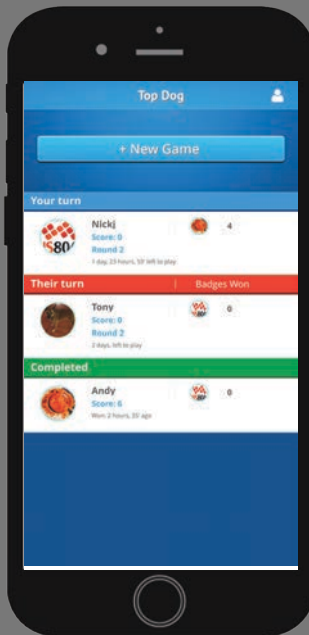 Top Dog
+ New Game
Your turn
Nickj
4
Score: 0
Round 2
1 day, 23 hours, 59' left to play
Their turn | Badges Won
Tony
0
Score: 0
Round 2
2 days, left to play
Completed
Andy
0
Score: 6
Won: 2 hours, 35' ago